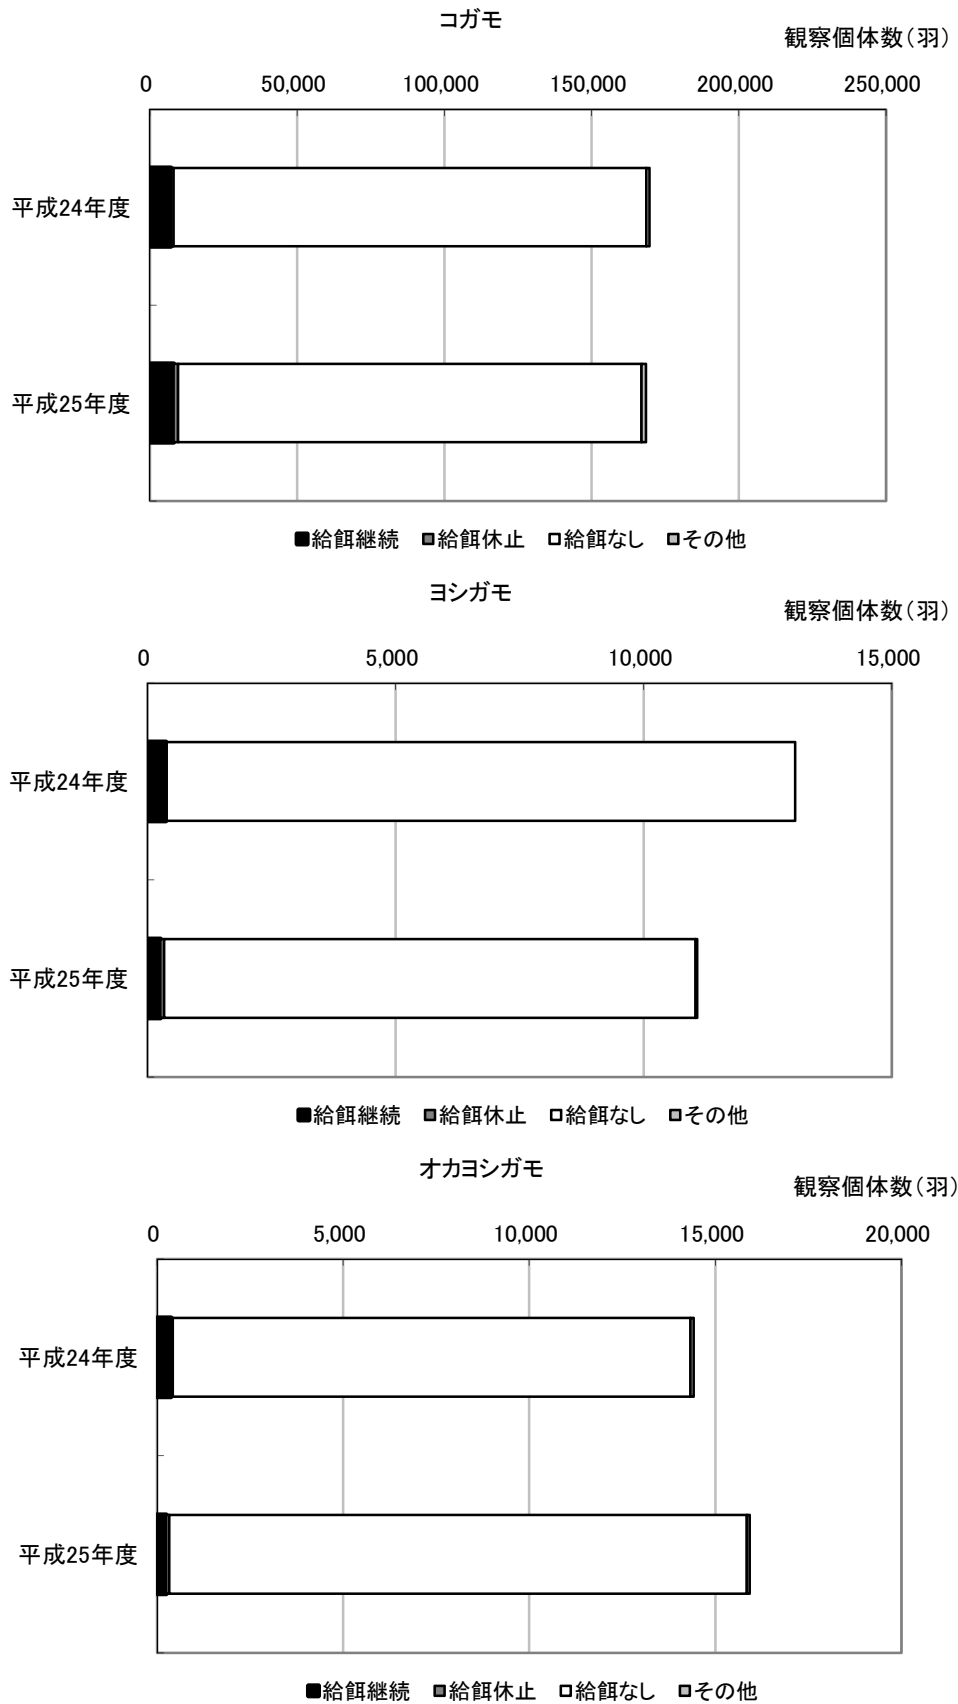 コガモ
観察個体数(羽)
0 50,000 100,000 150,000 200,000 250,000
平成24年度
平成25年度
■給餌継続 ■給餌休止 □給餌なし □その他
ヨシガモ
観察個体数(羽)
0 5,000 10,000 15,000
平成24年度
平成25年度
■給餌継続 ■給餌休止 □給餌なし □その他
オカヨシガモ
観察個体数(羽)
0 5,000 10,000 15,000 20,000
平成24年度
平成25年度
■給餌継続 ■給餌休止 □給餌なし □その他